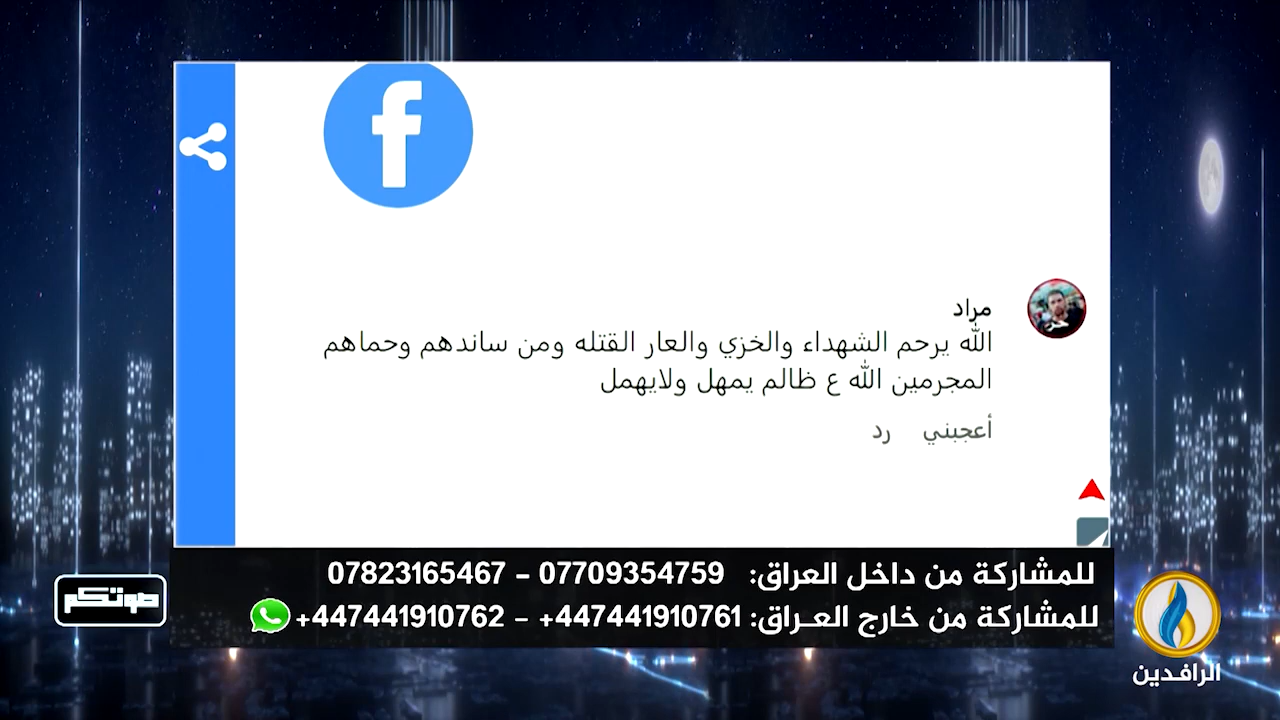 مراد
الله يرحم الشهداء والخزي والعار القتله ومن ساندهم وحماهم
المجرمين الله ع ظالم يمهل ولايهمل
أعجبني رد
للمشاركة من داخل العراق: 07709354759 - 07823165467
للمشاركة من خارج العـراق: 447441910761+ - 447441910762+
صوتكم
الرافدين